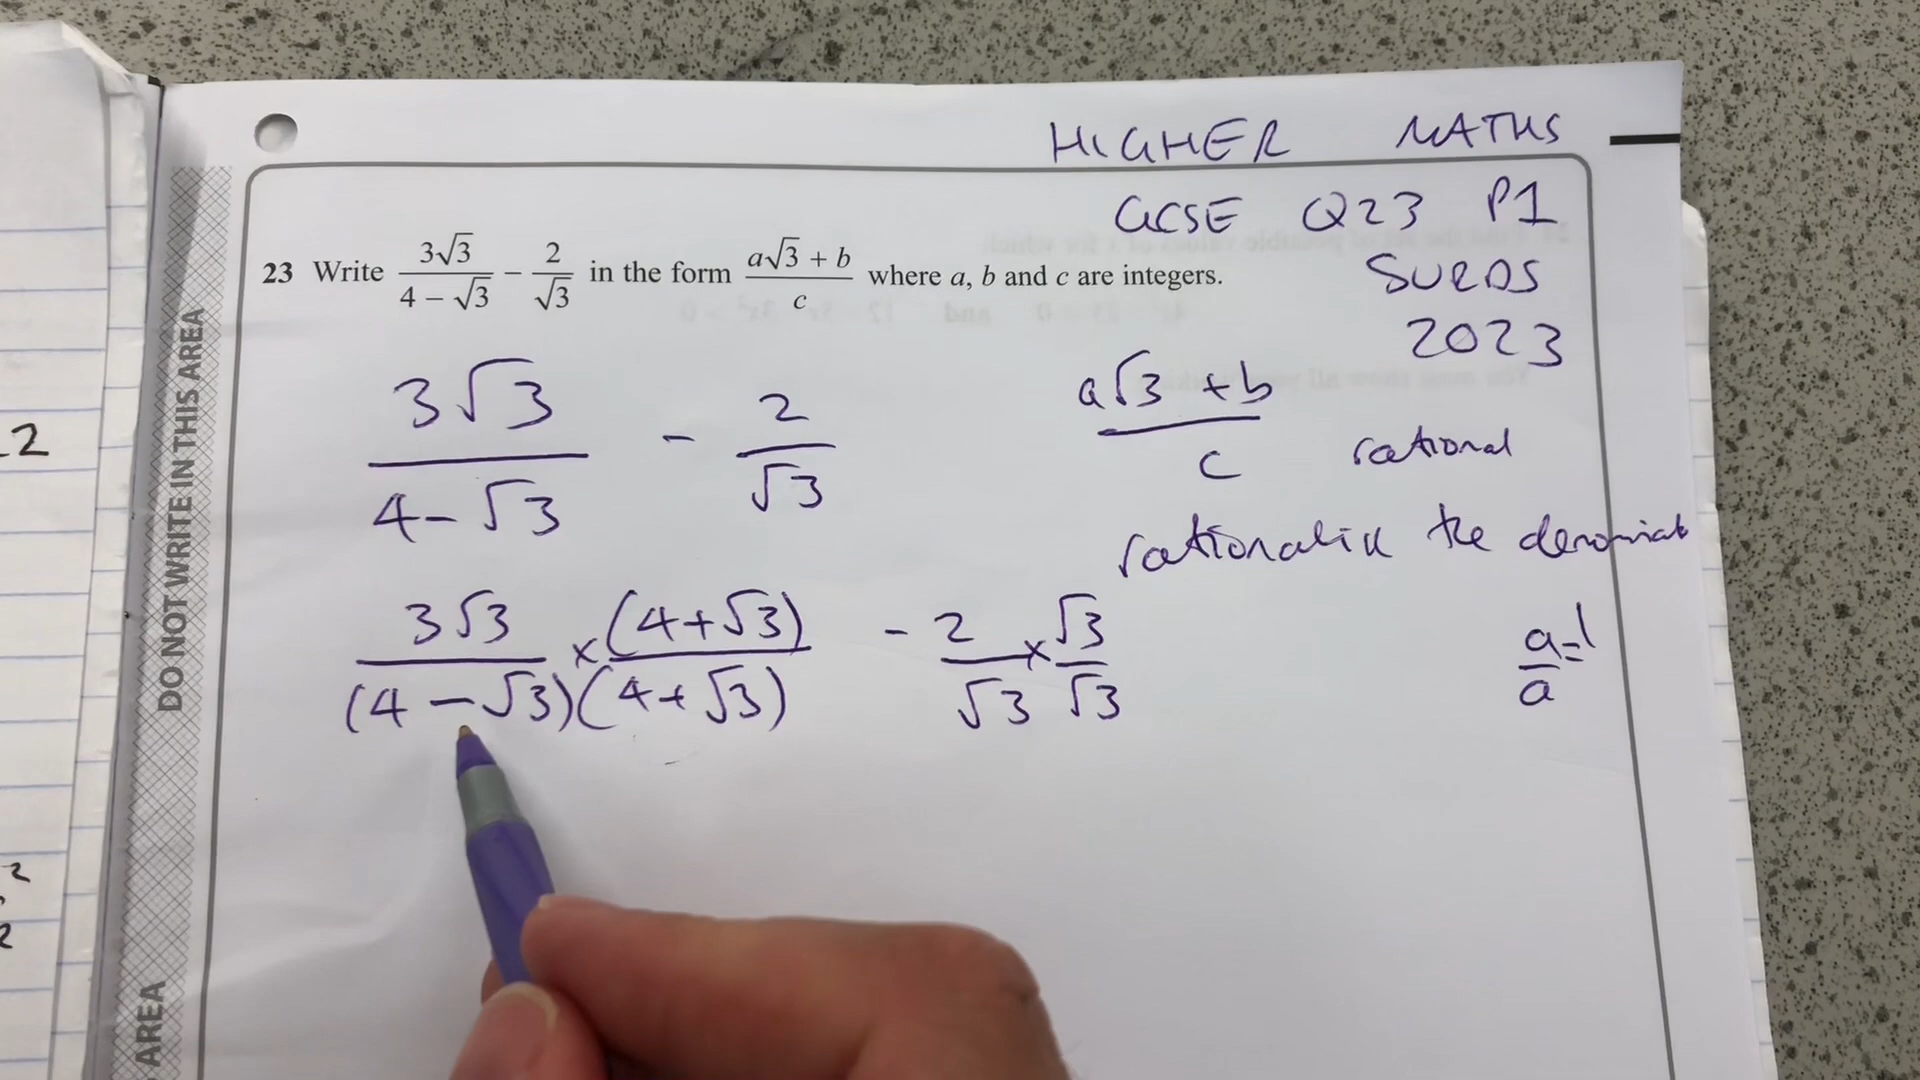 HIGHER MATHS
GCSE Q23 P1
SURDS
2023
23 Write 3√3/(4 − √3) − 2/√3 in the form (a√3 + b)/c where a, b and c are integers.
3√3/(4-√3) - 2/√3
(a√3 + b)/c
rational
the
3√3/(4-√3) × (4+√3)/(4+√3) - 2/√3 × √3/√3
a/a=1
DO NOT WRITE IN THIS AREA
AREA
2
2
2